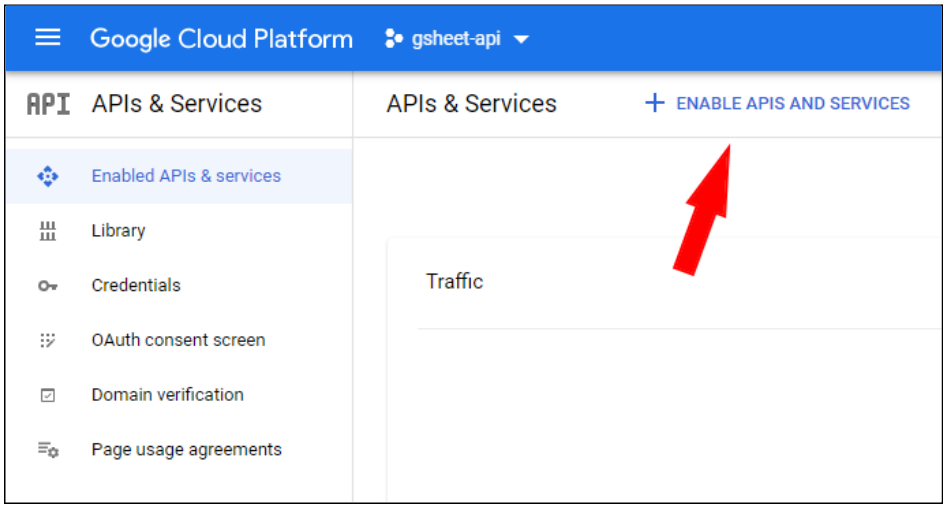 Google Cloud Platform gsheet-api
API APIs & Services
APIs & Services + ENABLE APIS AND SERVICES
Enabled APIs & services
Library
Credentials
OAuth consent screen
Domain verification
Page usage agreements
Traffic